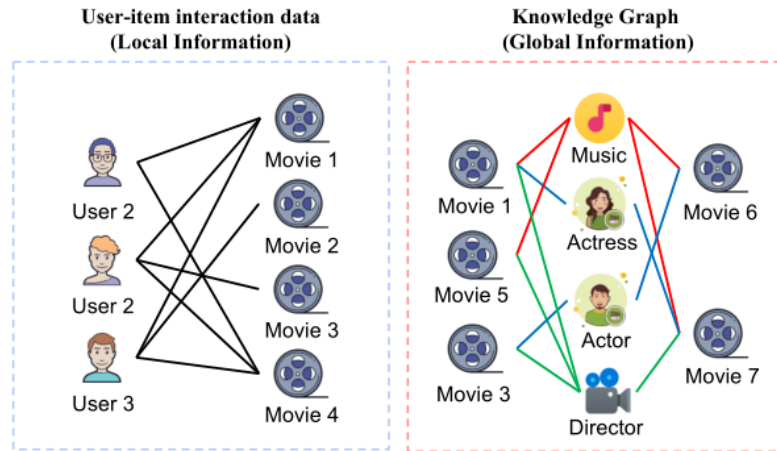 User-item interaction data
(Local Information)
User 2
User 2
User 3
Movie 1
Movie 2
Movie 3
Movie 4
Knowledge Graph
(Global Information)
Movie 1
Movie 5
Movie 3
Music
Actress
Actor
Director
Movie 6
Movie 7